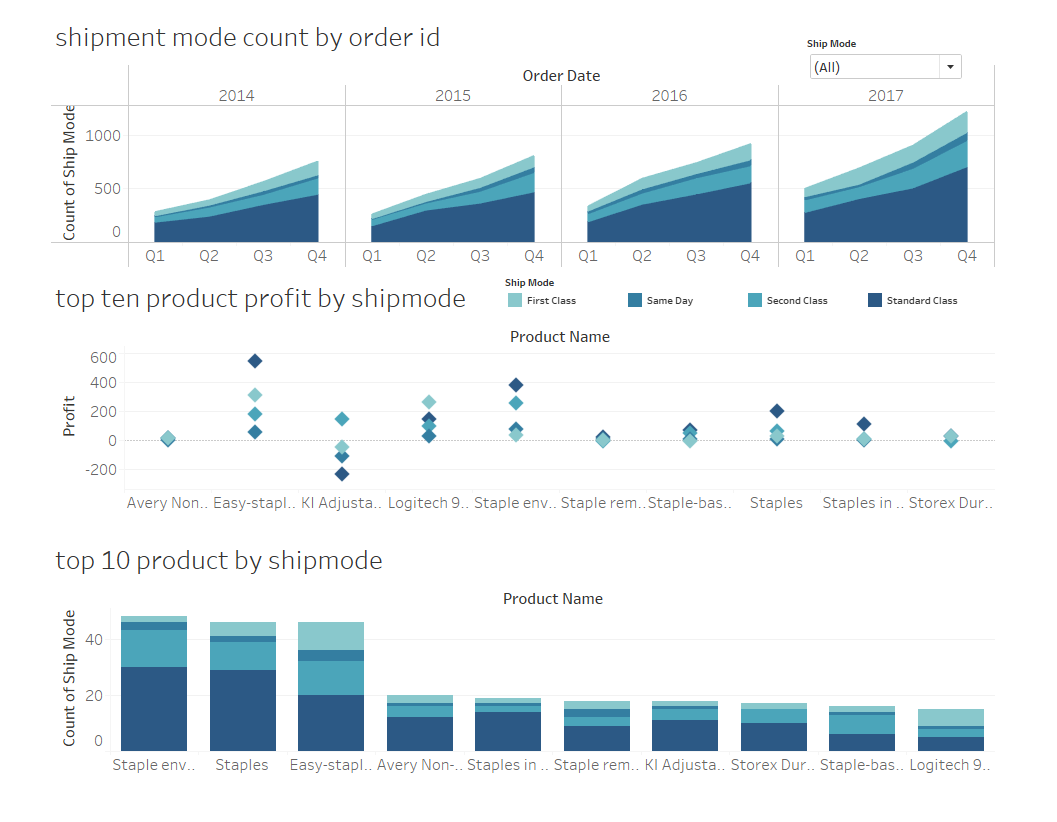 shipment mode count by order id
Ship Mode
(All)
Order Date
2014 2015 2016 2017
Count of Ship Mode
1000
500
0
Q1 Q2 Q3 Q4 Q1 Q2 Q3 Q4 Q1 Q2 Q3 Q4 Q1 Q2 Q3 Q4
top ten product profit by shipmode
Ship Mode
First Class Same Day Second Class Standard Class
Product Name
Profit
600
400
200
0
-200
Avery Non.. Easy-stapl.. KI Adjusta.. Logitech 9.. Staple env.. Staple rem.. Staple-bas.. Staples Staples in .. Storex Dur..
top 10 product by shipmode
Product Name
Count of Ship Mode
40
20
0
Staple env.. Staples Easy-stapl.. Avery Non-.. Staples in .. Staple rem.. KI Adjusta.. Storex Dur.. Staple-bas.. Logitech 9..